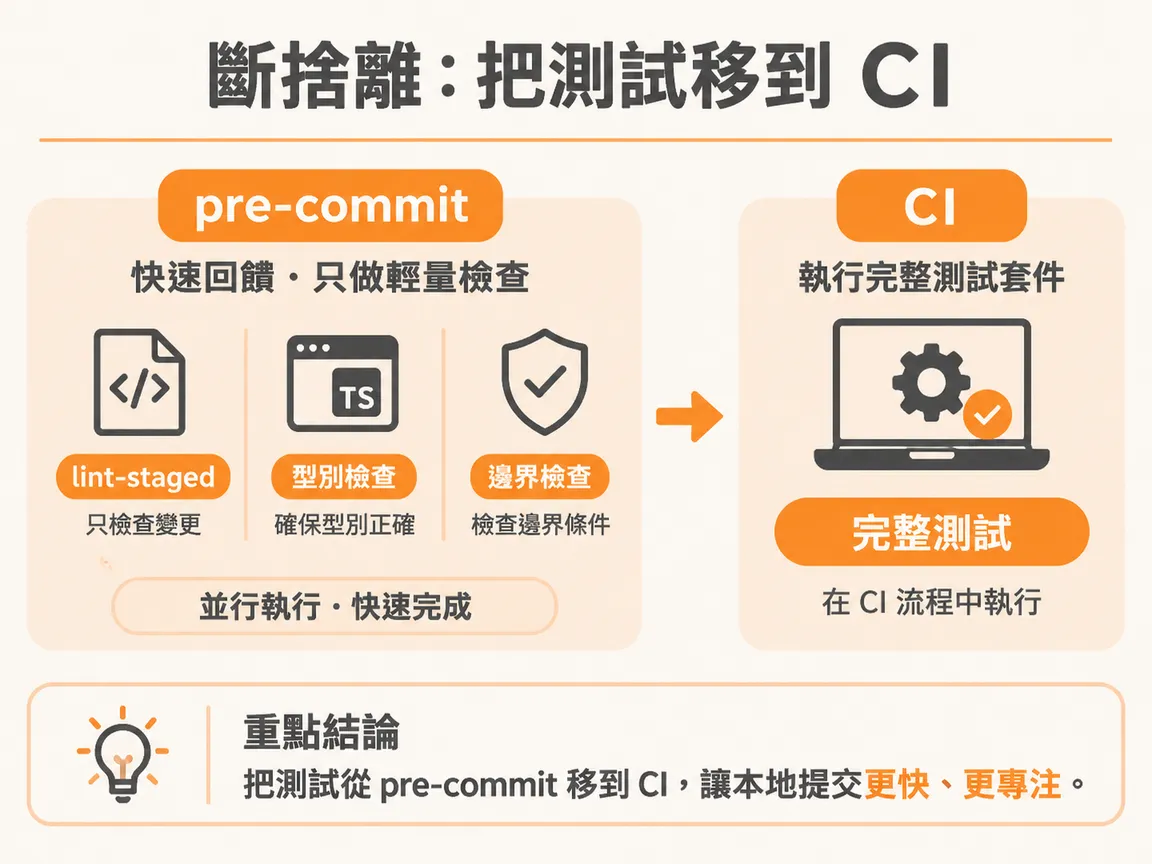 斷捨離：把測試移到 CI
pre-commit
快速回饋・只做輕量檢查
lint-staged
只檢查變更
TS
型別檢查
確保型別正確
邊界檢查
檢查邊界條件
並行執行・快速完成
CI
執行完整測試套件
完整測試
在 CI 流程中執行
重點結論
把測試從 pre-commit 移到 CI，讓本地提交更快、更專注。